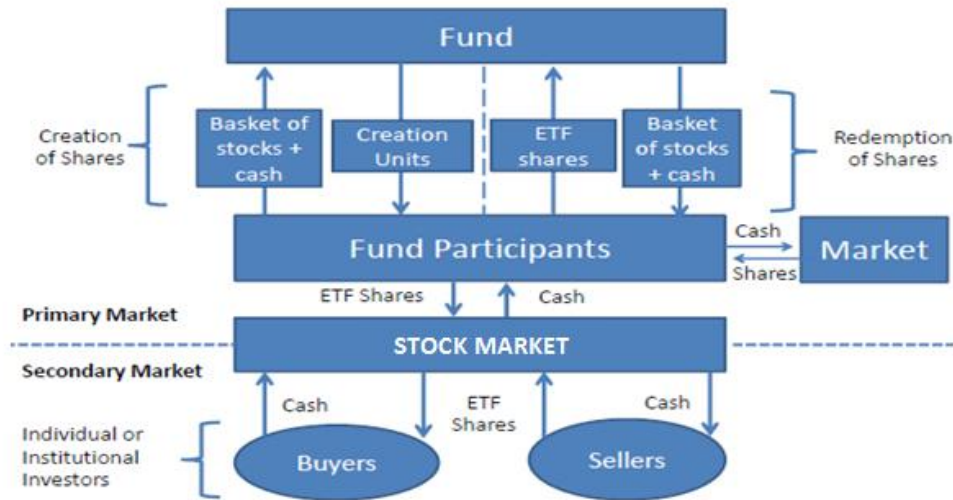 Fund
Creation
of Shares
Basket of
stocks +
cash
Creation
Units
ETF
shares
Basket
of stocks
+ cash
Redemption
of Shares
Fund Participants
Cash
Shares
Market
ETF Shares
Cash
Primary Market
STOCK MARKET
Secondary Market
Cash
ETF
Shares
Cash
Individual or
Institutional
Investors
Buyers
Sellers